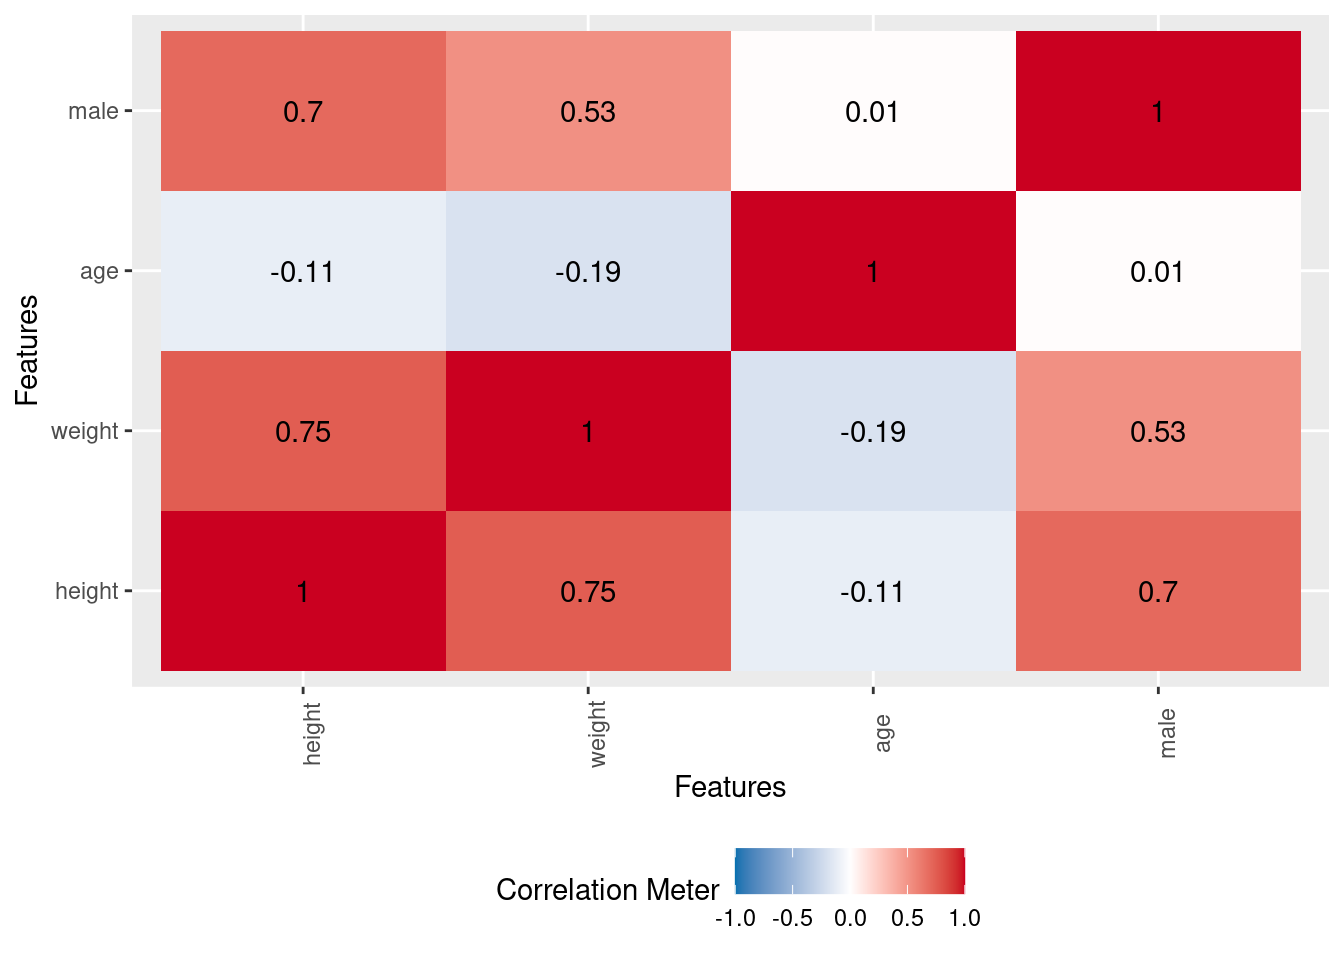 male 0.7 0.53 0.01 1
age -0.11 -0.19 1 0.01
weight 0.75 1 -0.19 0.53
height 1 0.75 -0.11 0.7
Features
height weight age male
Features
Correlation Meter
-1.0 -0.5 0.0 0.5 1.0